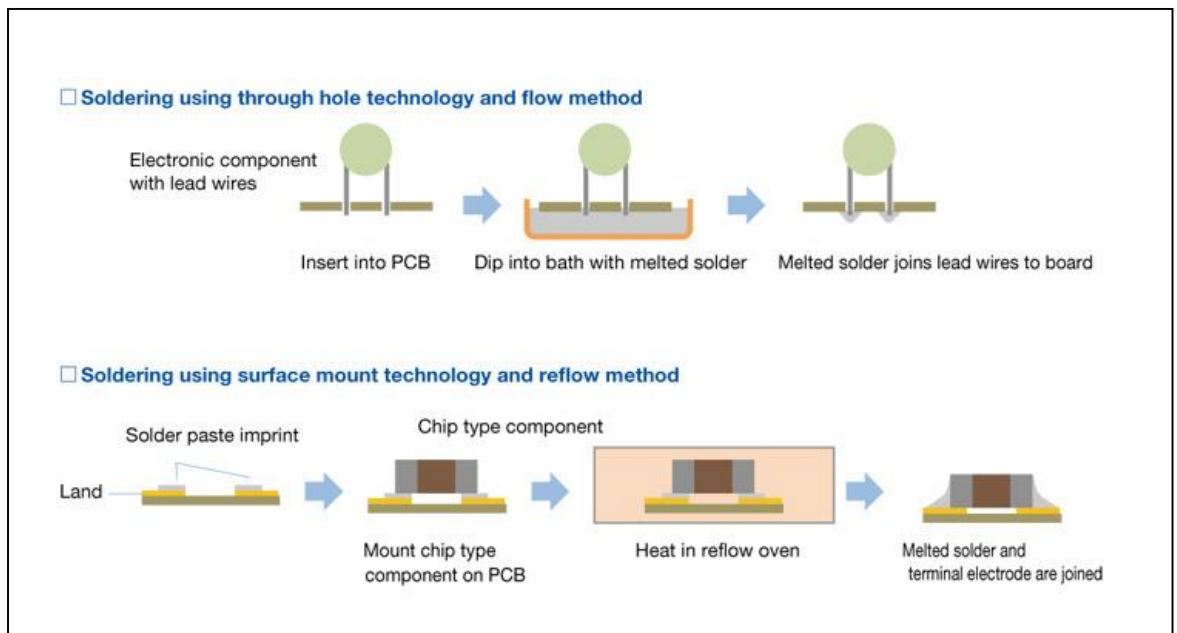 Soldering using through hole technology and flow method
Electronic component
with lead wires
Insert into PCB
Dip into bath with melted solder
Melted solder joins lead wires to board
Soldering using surface mount technology and reflow method
Solder paste imprint
Chip type component
Land
Mount chip type
component on PCB
Heat in reflow oven
Melted solder and
terminal electrode are joined